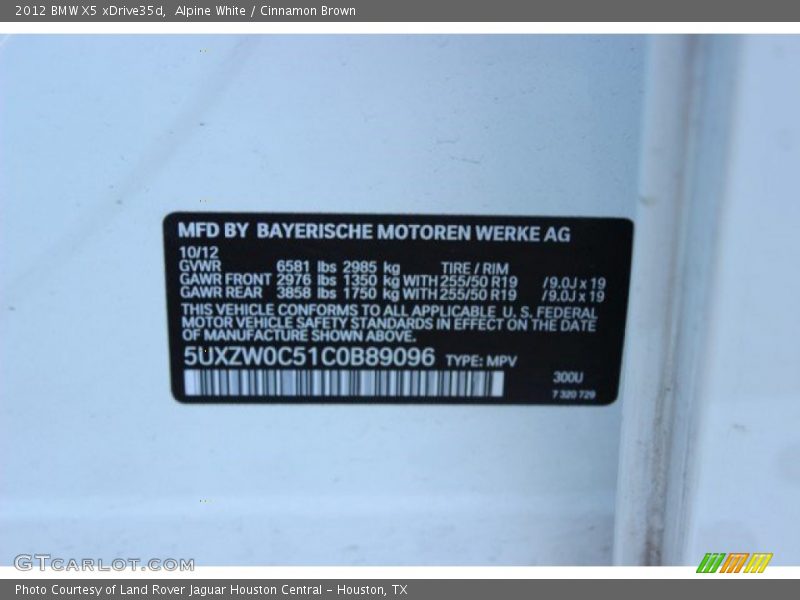 2012 BMW X5 xDrive35d, Alpine White / Cinnamon Brown
MFD BY BAYERISCHE MOTOREN WERKE AG
10/12
GVWR 6581 lbs 2985 kg TIRE / RIM
GAWR FRONT 2976 lbs 1350 kg WITH 255/50 R19 / 9.0J x 19
GAWR REAR 3858 lbs 1750 kg WITH 255/50 R19 / 9.0J x 19
THIS VEHICLE CONFORMS TO ALL APPLICABLE U. S. FEDERAL
MOTOR VEHICLE SAFETY STANDARDS IN EFFECT ON THE DATE
OF MANUFACTURE SHOWN ABOVE.
5UXZW0C51C0B89096 TYPE: MPV
300U
7 320 729
GTCARLOT.COM
Photo Courtesy of Land Rover Jaguar Houston Central - Houston, TX